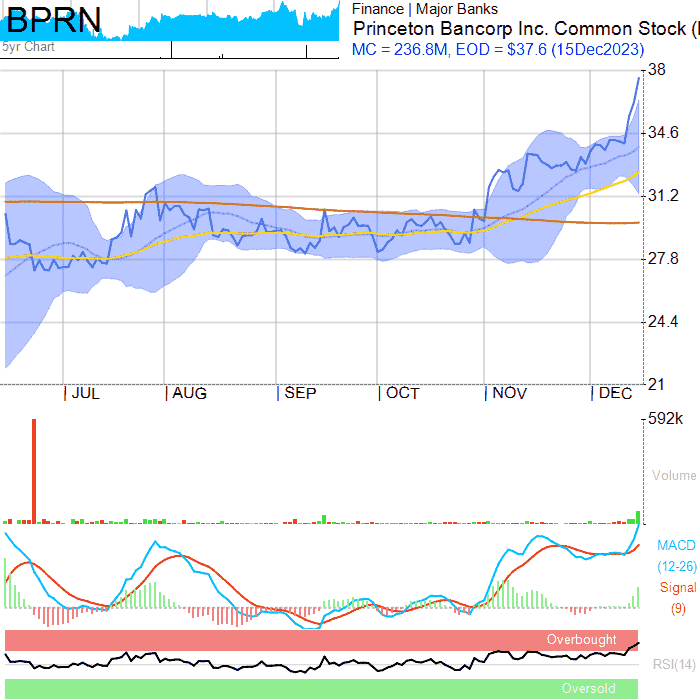 BPRN
5yr Chart
Finance | Major Banks
Princeton Bancorp Inc. Common Stock (
MC = 236.8M, EOD = $37.6 (15Dec2023)
38
34.6
31.2
27.8
24.4
21
JUL AUG SEP OCT NOV DEC
592k
Volume
MACD
(12-26)
Signal
(9)
Overbought
RSI(14)
Oversold